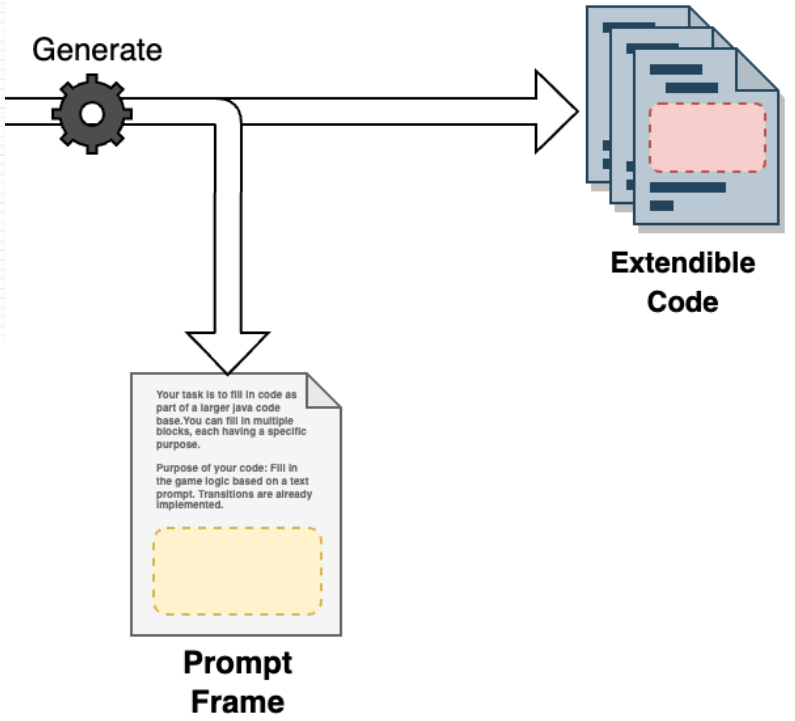 Generate
Extendible
Code
Your task is to fill in code as
part of a larger java code
base.You can fill in multiple
blocks, each having a specific
purpose.
Purpose of your code: Fill in
the game logic based on a text
prompt. Transitions are already
implemented.
Prompt
Frame